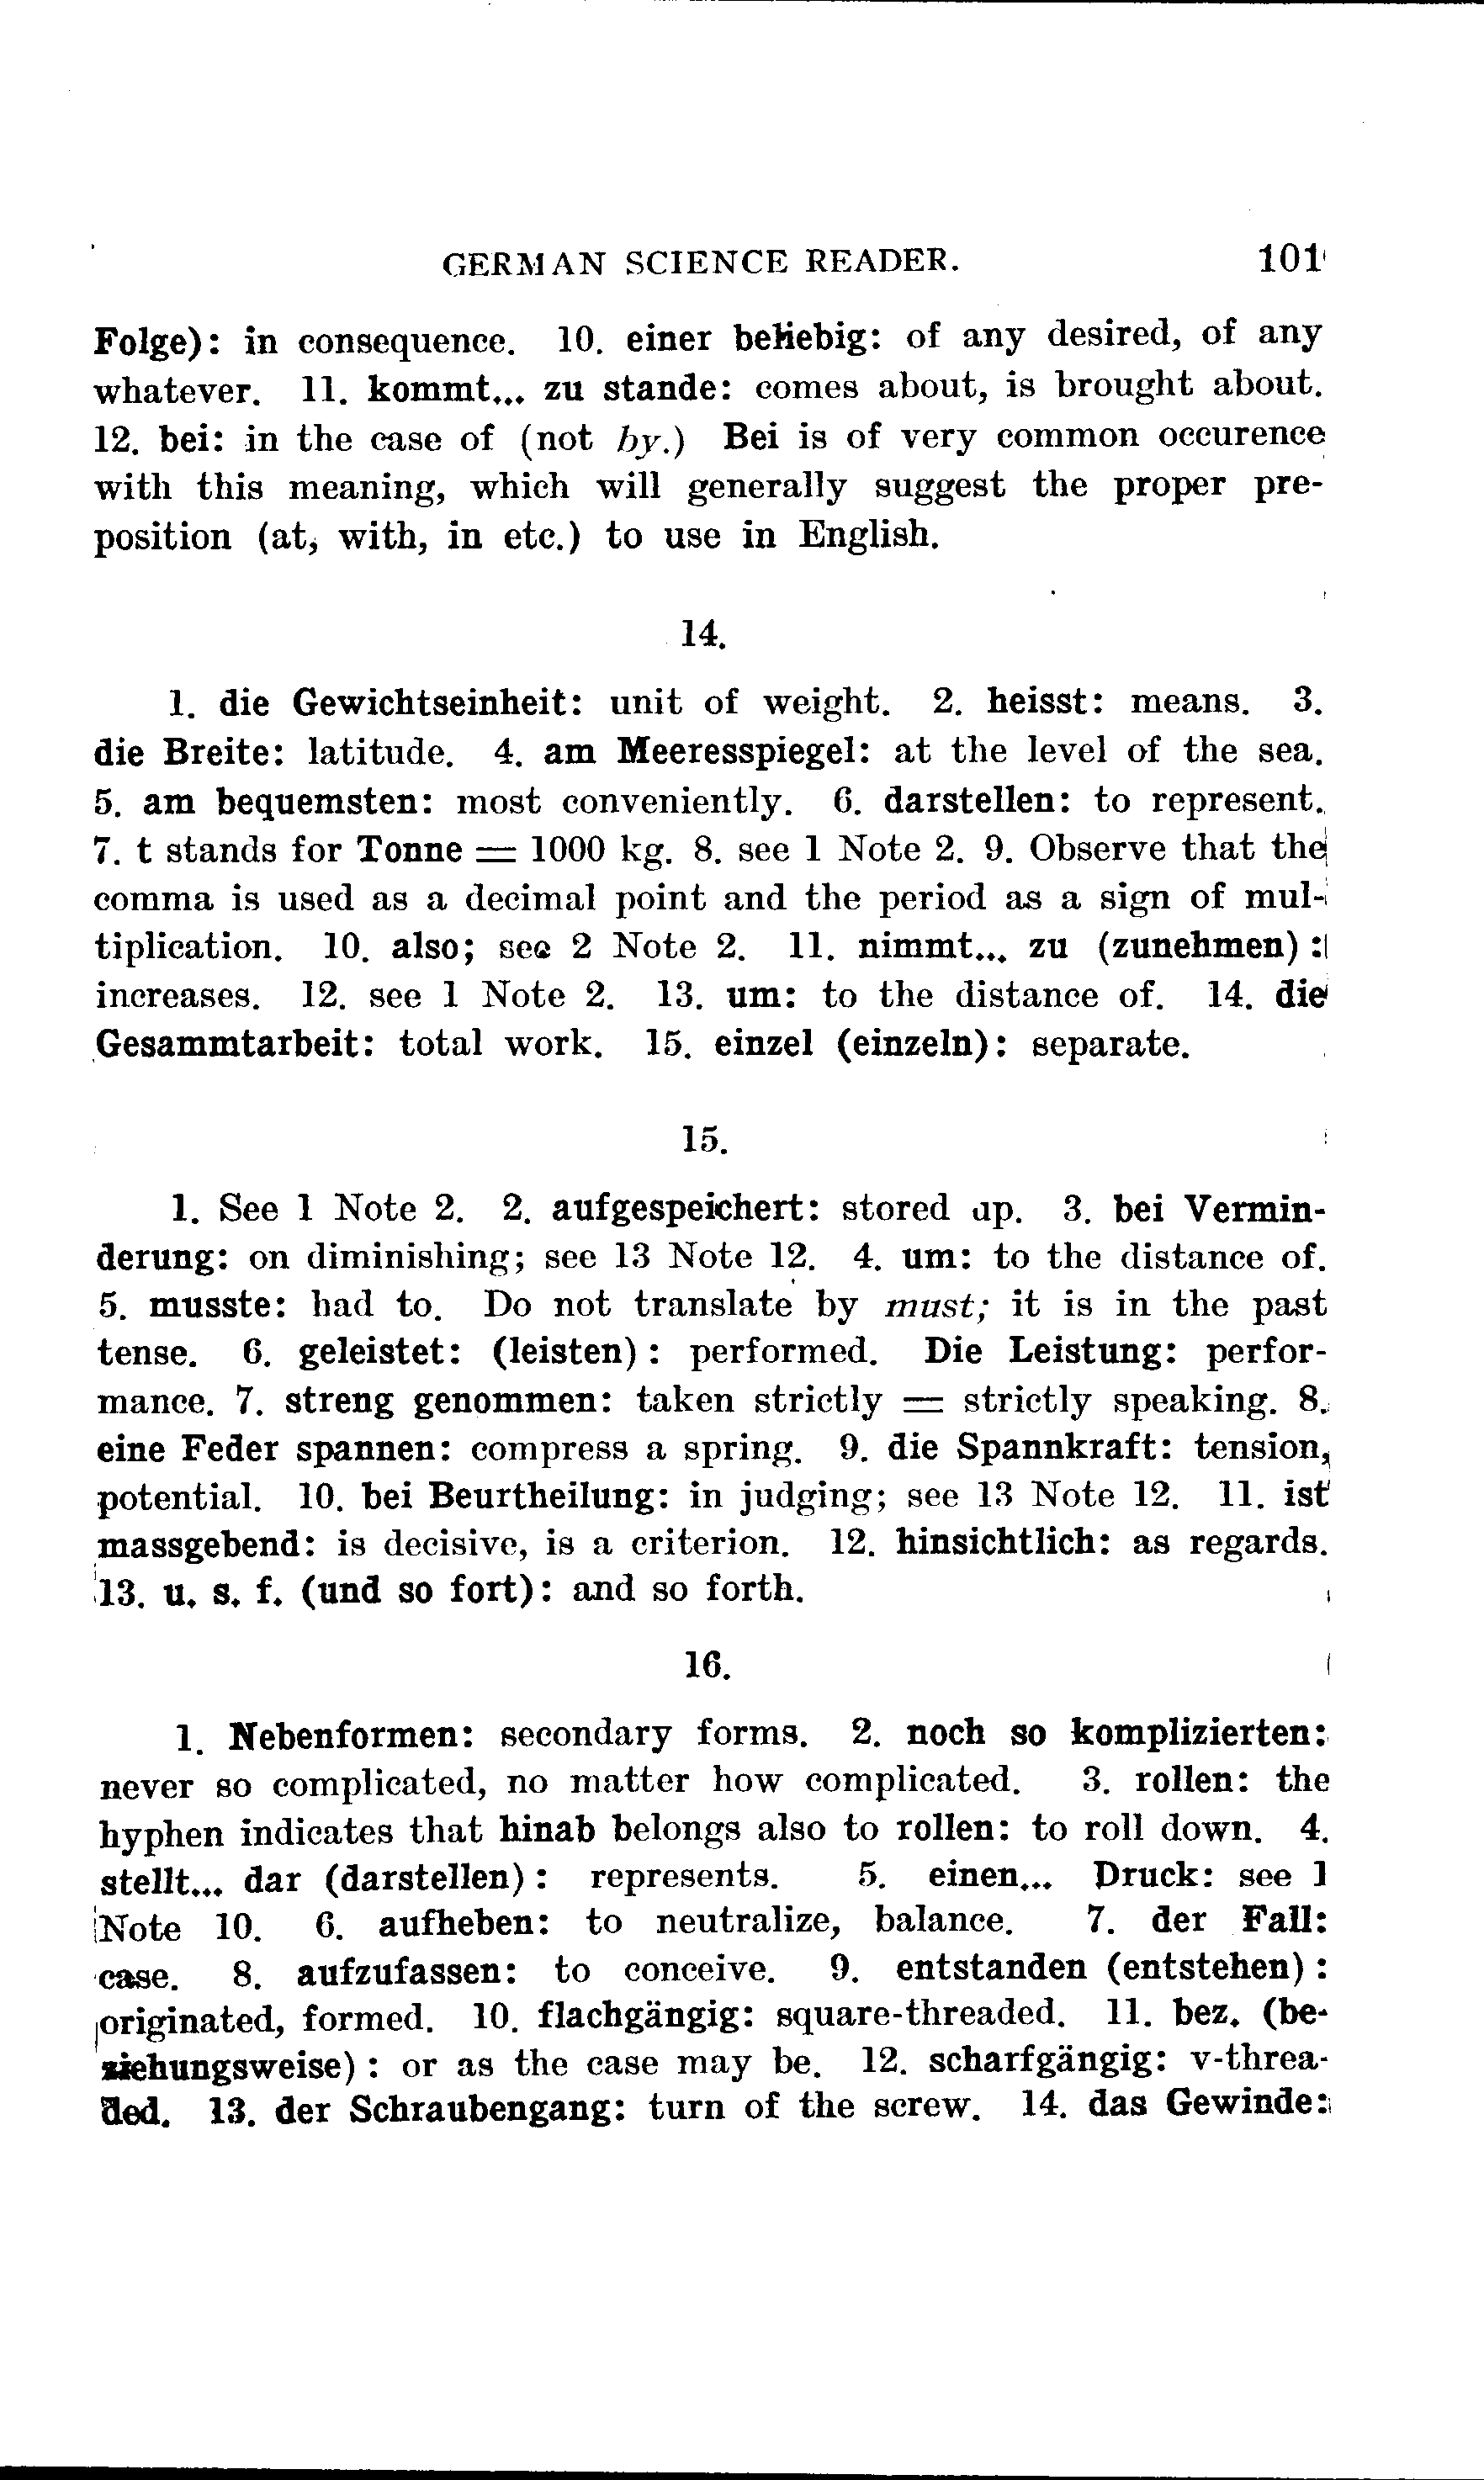 GERMAN SCIENCE READER. 101
Folge): in consequence. 10. einer beliebig: of any desired, of any
whatever. 11. kommt... zu stande: comes about, is brought about.
12. bei: in the case of (not by.) Bei is of very common occurence
with this meaning, which will generally suggest the proper pre-
position (at, with, in etc.) to use in English.
14.
1. die Gewichtseinheit: unit of weight. 2. heisst: means. 3.
die Breite: latitude. 4. am Meeresspiegel: at the level of the sea.
5. am bequemsten: most conveniently. 6. darstellen: to represent.
7. t stands for Tonne = 1000 kg. 8. see 1 Note 2. 9. Observe that the
comma is used as a decimal point and the period as a sign of mul-
tiplication. 10. also; see 2 Note 2. 11. nimmt... zu (zunehmen):
increases. 12. see 1 Note 2. 13. um: to the distance of. 14. die
Gesammtarbeit: total work. 15. einzel (einzeln): separate.
15.
1. See 1 Note 2. 2. aufgespeichert: stored up. 3. bei Vermin-
derung: on diminishing; see 13 Note 12. 4. um: to the distance of.
5. musste: had to. Do not translate by must; it is in the past
tense. 6. geleistet: (leisten): performed. Die Leistung: perfor-
mance. 7. streng genommen: taken strictly = strictly speaking. 8.
eine Feder spannen: compress a spring. 9. die Spannkraft: tension,
potential. 10. bei Beurtheilung: in judging; see 13 Note 12. 11. ist
massgebend: is decisive, is a criterion. 12. hinsichtlich: as regards.
13. u. s. f. (und so fort): and so forth.
16.
1. Nebenformen: secondary forms. 2. noch so komplizierten:
never so complicated, no matter how complicated. 3. rollen: the
hyphen indicates that hinab belongs also to rollen: to roll down. 4.
stellt... dar (darstellen): represents. 5. einen... Druck: see 1
Note 10. 6. aufheben: to neutralize, balance. 7. der Fall:
case. 8. aufzufassen: to conceive. 9. entstanden (entstehen):
originated, formed. 10. flachgängig: square-threaded. 11. bez. (be-
ziehungsweise): or as the case may be. 12. scharfgängig: v-threa-
ded. 13. der Schraubengang: turn of the screw. 14. das Gewinde: